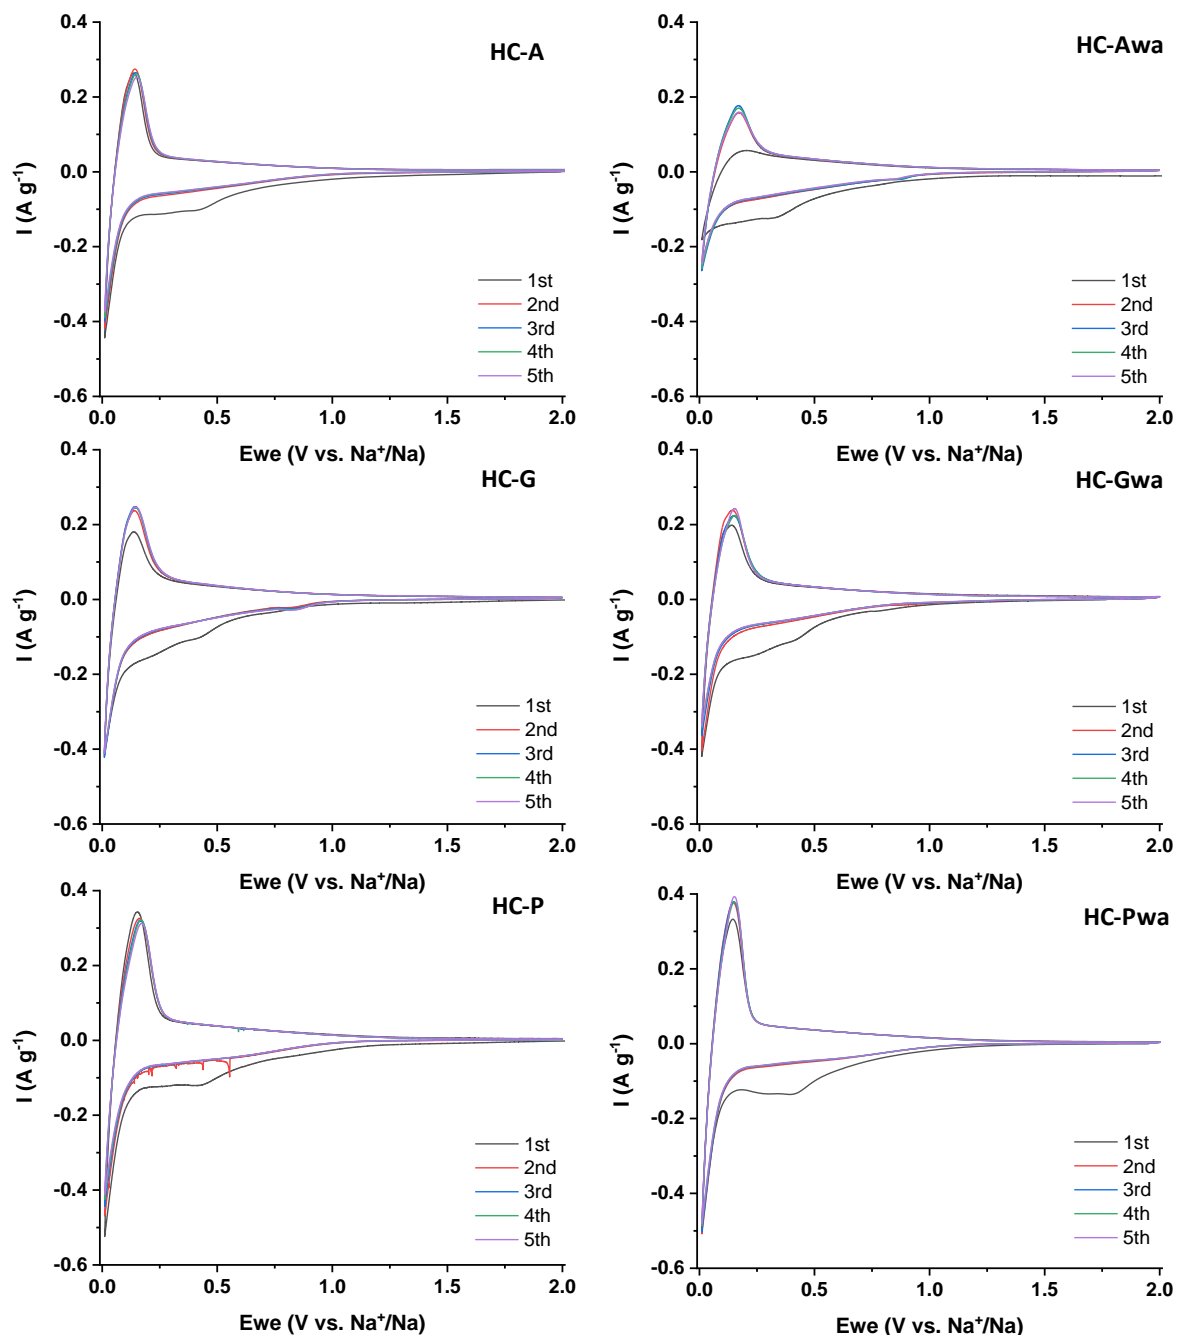 HC-A
I (A g⁻¹)
0.4
0.2
0.0
-0.2
-0.4
-0.6
1st
2nd
3rd
4th
5th
0.0 0.5 1.0 1.5 2.0
Ewe (V vs. Na⁺/Na)
HC-Awa
I (A g⁻¹)
0.4
0.2
0.0
-0.2
-0.4
-0.6
1st
2nd
3rd
4th
5th
0.0 0.5 1.0 1.5 2.0
Ewe (V vs. Na⁺/Na)
HC-G
I (A g⁻¹)
0.4
0.2
0.0
-0.2
-0.4
-0.6
1st
2nd
3rd
4th
5th
0.0 0.5 1.0 1.5 2.0
Ewe (V vs. Na⁺/Na)
HC-Gwa
I (A g⁻¹)
0.4
0.2
0.0
-0.2
-0.4
-0.6
1st
2nd
3rd
4th
5th
0.0 0.5 1.0 1.5 2.0
Ewe (V vs. Na⁺/Na)
HC-P
I (A g⁻¹)
0.4
0.2
0.0
-0.2
-0.4
-0.6
1st
2nd
3rd
4th
5th
0.0 0.5 1.0 1.5 2.0
Ewe (V vs. Na⁺/Na)
HC-Pwa
I (A g⁻¹)
0.4
0.2
0.0
-0.2
-0.4
-0.6
1st
2nd
3rd
4th
5th
0.0 0.5 1.0 1.5 2.0
Ewe (V vs. Na⁺/Na)